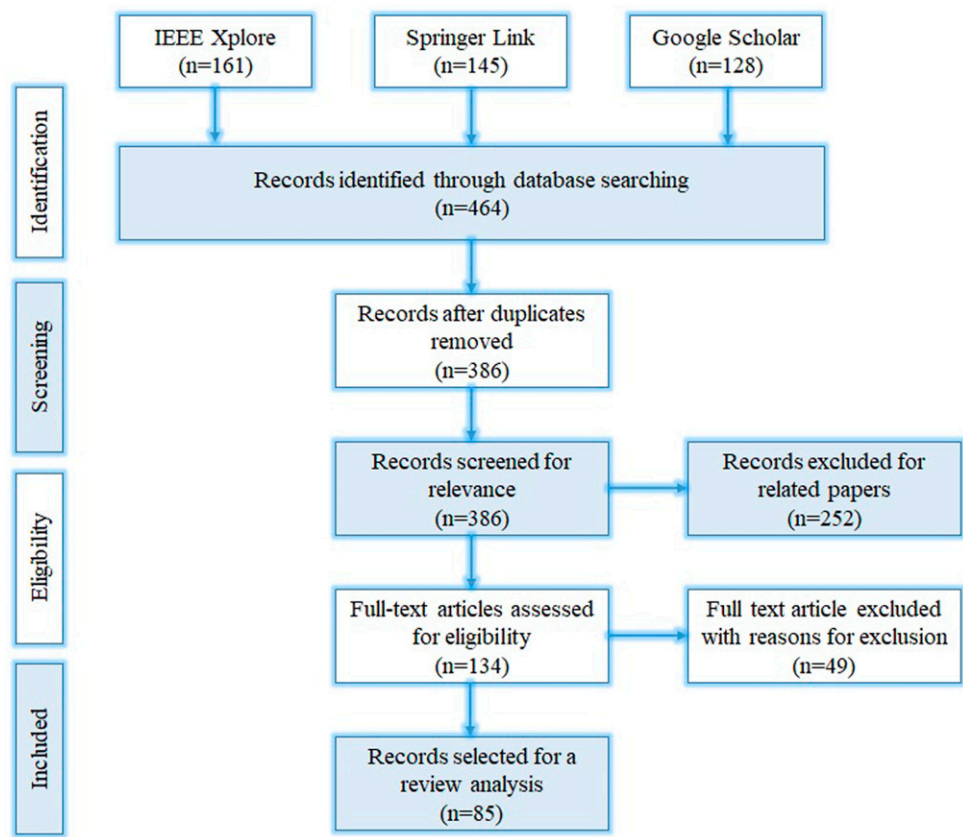 IEEE Xplore
(n=161)
Springer Link
(n=145)
Google Scholar
(n=128)
Identification
Records identified through database searching
(n=464)
Screening
Records after duplicates
removed
(n=386)
Records screened for
relevance
(n=386)
Records excluded for
related papers
(n=252)
Eligibility
Full-text articles assessed
for eligibility
(n=134)
Full text article excluded
with reasons for exclusion
(n=49)
Included
Records selected for a
review analysis
(n=85)